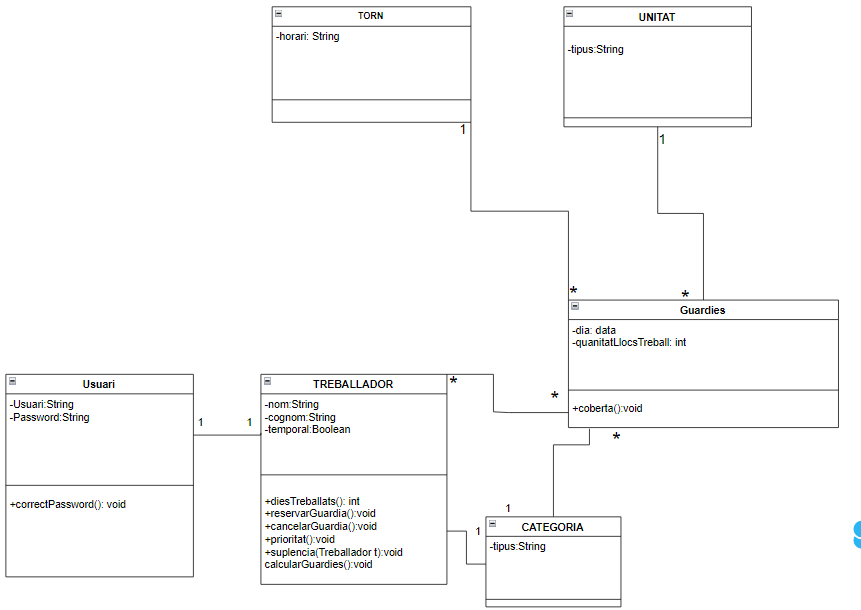 TORN
-horari: String
1
UNITAT
-tipus:String
1
*
*
Guardies
-dia: data
-quanitatLlocsTreball: int
+coberta():void
*
*
*
Usuari
-Usuari:String
-Password:String
+correctPassword(): void
1
1
TREBALLADOR
-nom:String
-cognom:String
-temporal:Boolean
+diesTreballats(): int
+reservarGuardia():void
+cancelarGuardia():void
+prioritat():void
+suplencia(Treballador t):void
calcularGuardies():void
1
1
CATEGORIA
-tipus:String